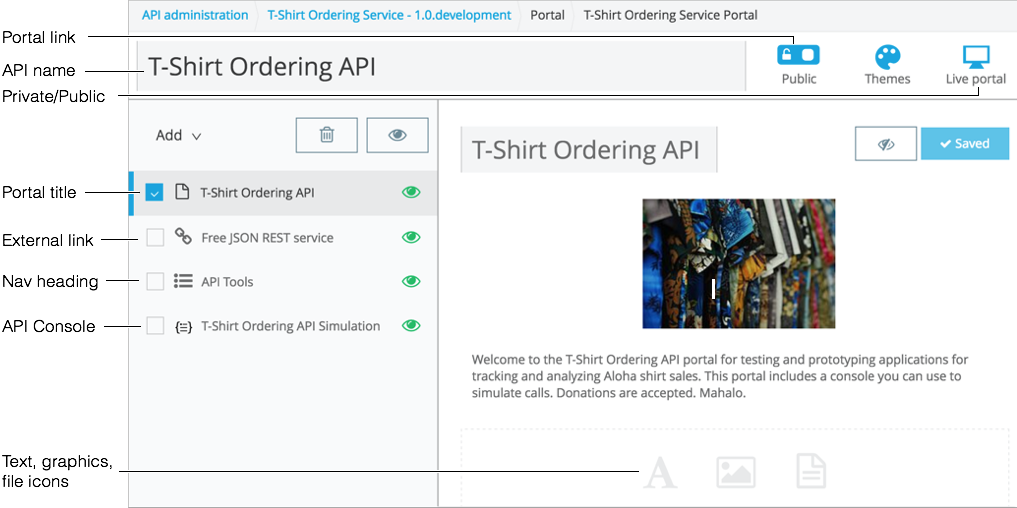 API administration T-Shirt Ordering Service - 1.0.development Portal T-Shirt Ordering Service Portal
Portal link
API name
Private/Public
T-Shirt Ordering API
Public
Themes
Live portal
Add
T-Shirt Ordering API
Saved
Portal title
T-Shirt Ordering API
External link
Free JSON REST service
Nav heading
API Tools
API Console
{≡} T-Shirt Ordering API Simulation
Welcome to the T-Shirt Ordering API portal for testing and prototyping applications for
tracking and analyzing Aloha shirt sales. This portal includes a console you can use to
simulate calls. Donations are accepted. Mahalo.
Text, graphics,
file icons
A